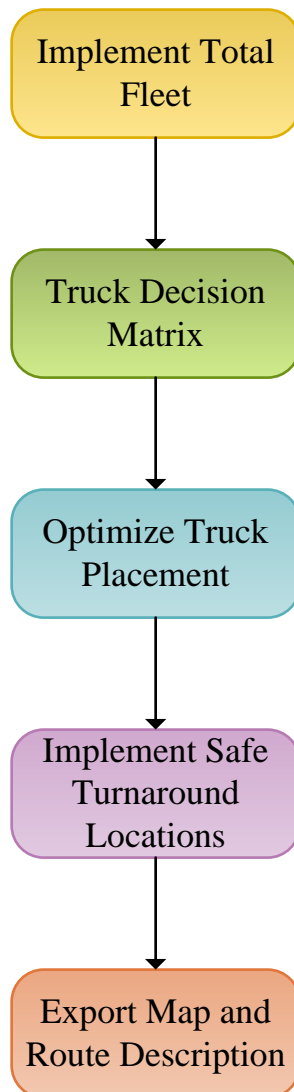 Implement Total
Fleet
Truck Decision
Matrix
Optimize Truck
Placement
Implement Safe
Turnaround
Locations
Export Map and
Route Description